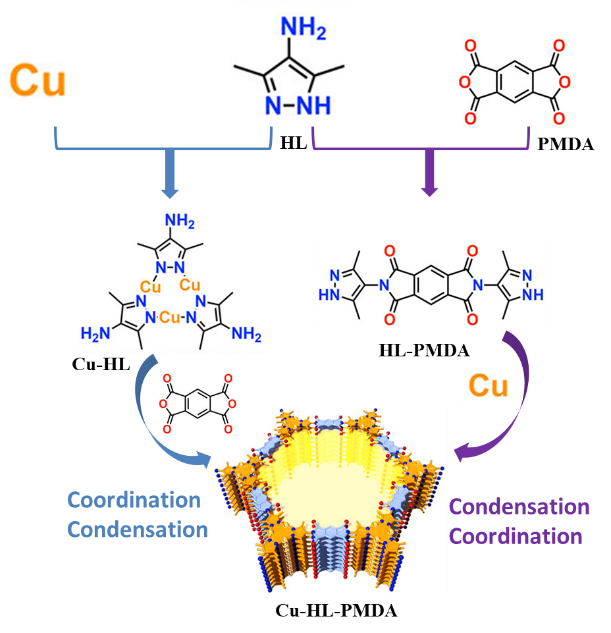 Cu
NH2
N
NH
HL
O
O
O
O
O
O
PMDA
NH2
N
N
Cu
Cu
N
N
N
Cu
N
H2N
NH2
Cu-HL
O
O
N
N
HN
N
N
NH
O
O
HL-PMDA
O
O
O
O
O
O
Cu
Coordination
Condensation
Condensation
Coordination
Cu-HL-PMDA